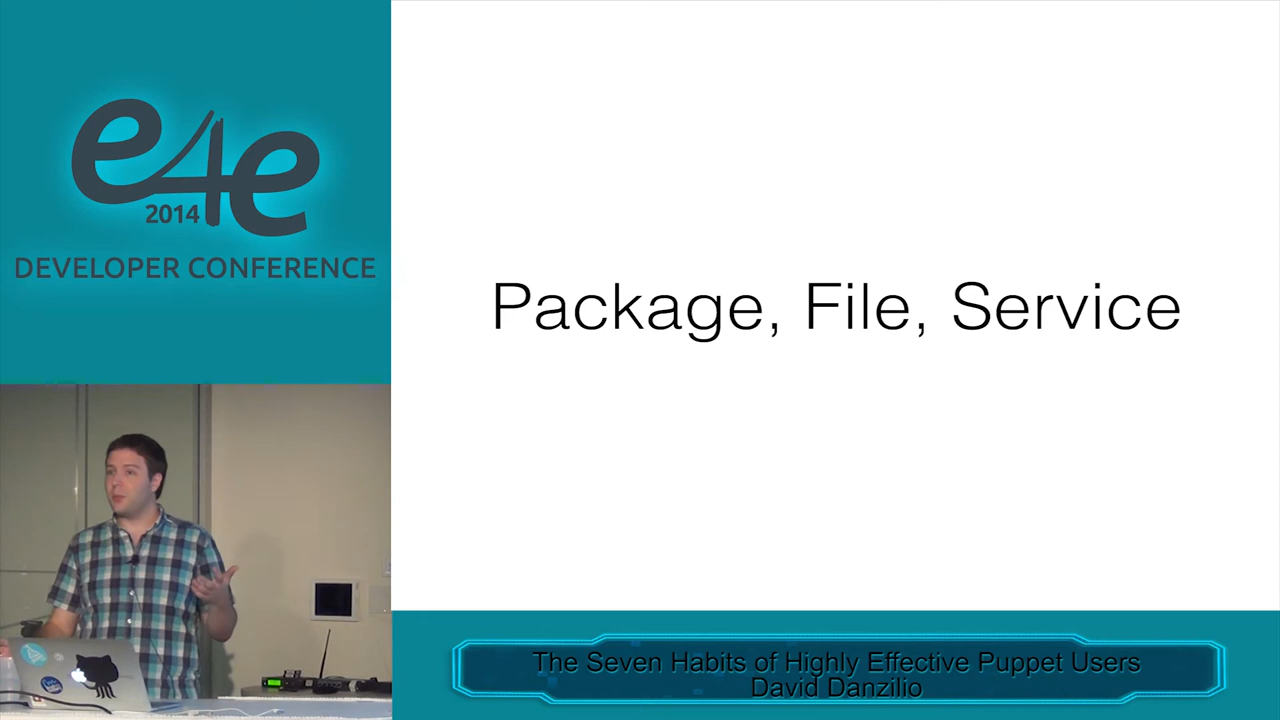 e4e
2014
DEVELOPER CONFERENCE
Package, File, Service
The Seven Habits of Highly Effective Puppet Users
David Danzilio